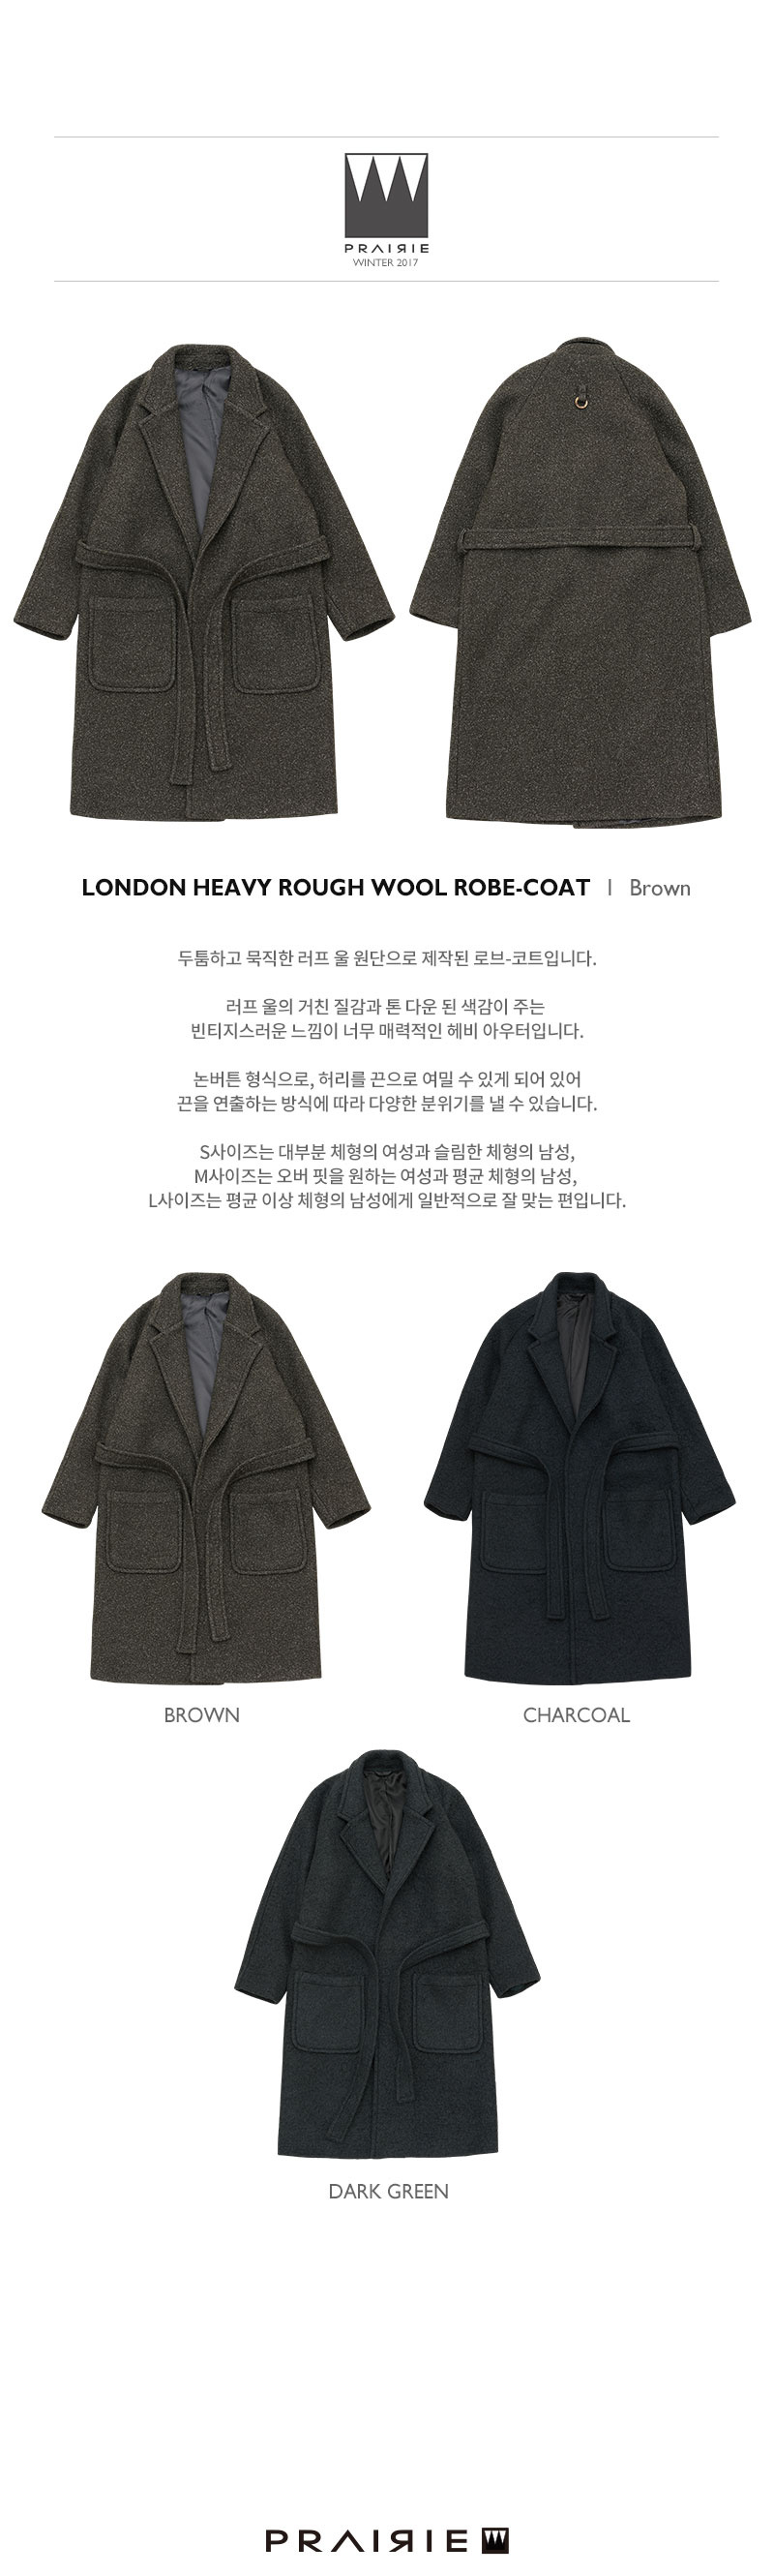 PRAIRIE
WINTER 2017
LONDON HEAVY ROUGH WOOL ROBE-COAT | Brown
두툼하고 묵직한 러프 울 원단으로 제작된 로브-코트입니다.
러프 울의 거친 질감과 톤 다운 된 색감이 주는
빈티지스러운 느낌이 너무 매력적인 헤비 아우터입니다.
논버튼 형식으로, 허리를 끈으로 여밀 수 있게 되어 있어
끈을 연출하는 방식에 따라 다양한 분위기를 낼 수 있습니다.
S사이즈는 대부분 체형의 여성과 슬림한 체형의 남성,
M사이즈는 오버 핏을 원하는 여성과 평균 체형의 남성,
L사이즈는 평균 이상 체형의 남성에게 일반적으로 잘 맞는 편입니다.
BROWN
CHARCOAL
DARK GREEN
PRAIRIE